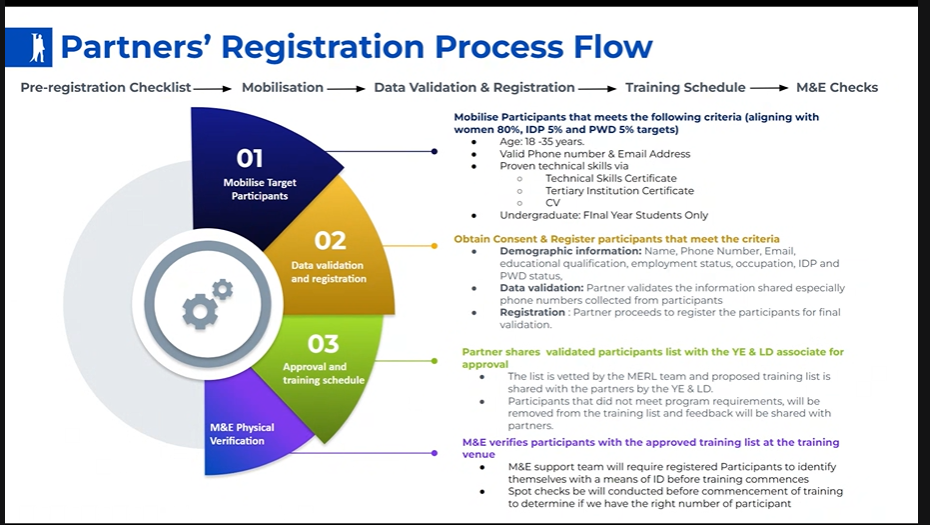 Partners' Registration Process Flow
Pre-registration Checklist Mobilisation Data Validation & Registration Training Schedule M&E Checks
01
Mobilise Target
Participants
02
Data validation
and registration
03
Approval and
training schedule
M&E Physical
Verification
Mobilise Participants that meets the following criteria (aligning with
women 80%, IDP 5% and PWD 5% targets)
● Age: 18 -35 years.
● Valid Phone number & Email Address
● Proven technical skills via
○ Technical Skills Certificate
○ Tertiary Institution Certificate
○ CV
● Undergraduate: FInal Year Students Only
Obtain Consent & Register participants that meet the criteria
● Demographic information: Name, Phone Number, Email,
educational qualification, employment status, occupation, IDP and
PWD status,
● Data validation: Partner validates the information shared especially
phone numbers collected from participants
● Registration : Partner proceeds to register the participants for final
validation.
Partner shares validated participants list with the YE & LD associate for
approval
● The list is vetted by the MERL team and proposed training list is
shared with the partners by the YE & LD.
● Participants that did not meet program requirements, will be
removed from the training list and feedback will be shared with
partners.
M&E verifies participants with the approved training list at the training
venue
● M&E support team will require registered Participants to identify
themselves with a means of ID before training commences
● Spot checks be will conducted before commencement of training
to determine if we have the right number of participant